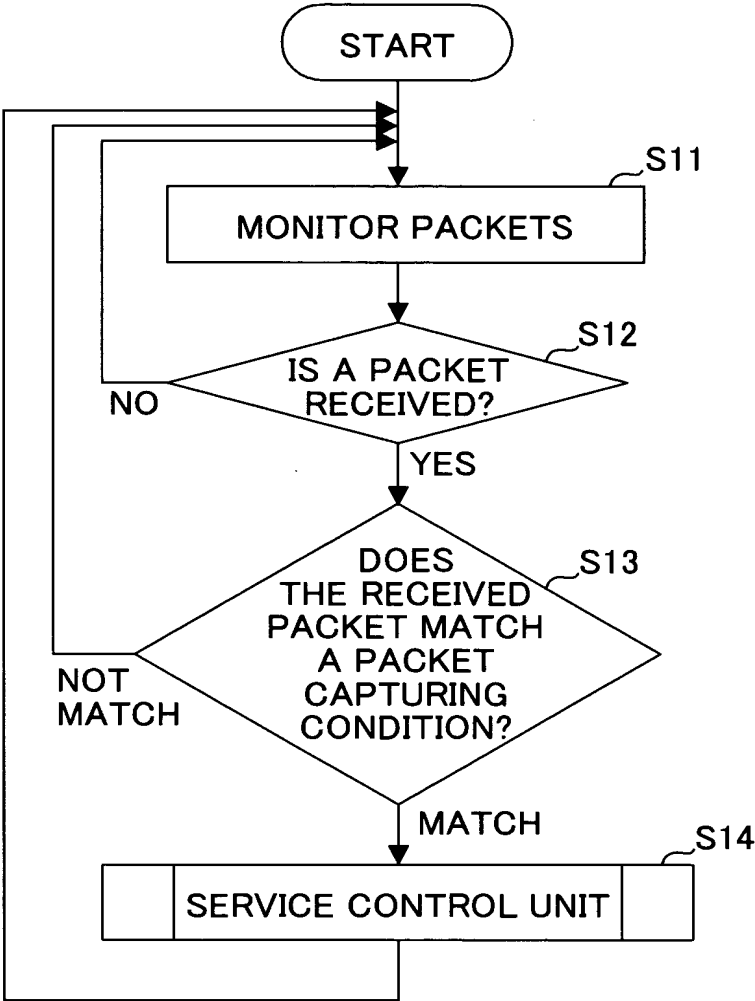 START
S11
MONITOR PACKETS
S12
IS A PACKET
RECEIVED?
NO
YES
S13
DOES
THE RECEIVED
PACKET MATCH
A PACKET
CAPTURING
CONDITION?
NOT
MATCH
MATCH
S14
SERVICE CONTROL UNIT